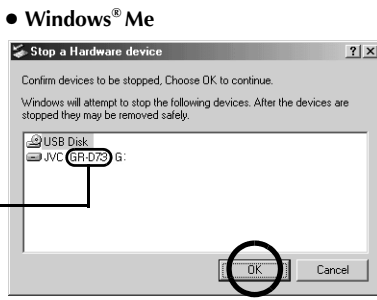 ● Windows® Me
Stop a Hardware device
Confirm devices to be stopped, Choose OK to continue.
Windows will attempt to stop the following devices. After the devices are
stopped they may be removed safely.
USB Disk
JVC GR-D73 G:
OK Cancel